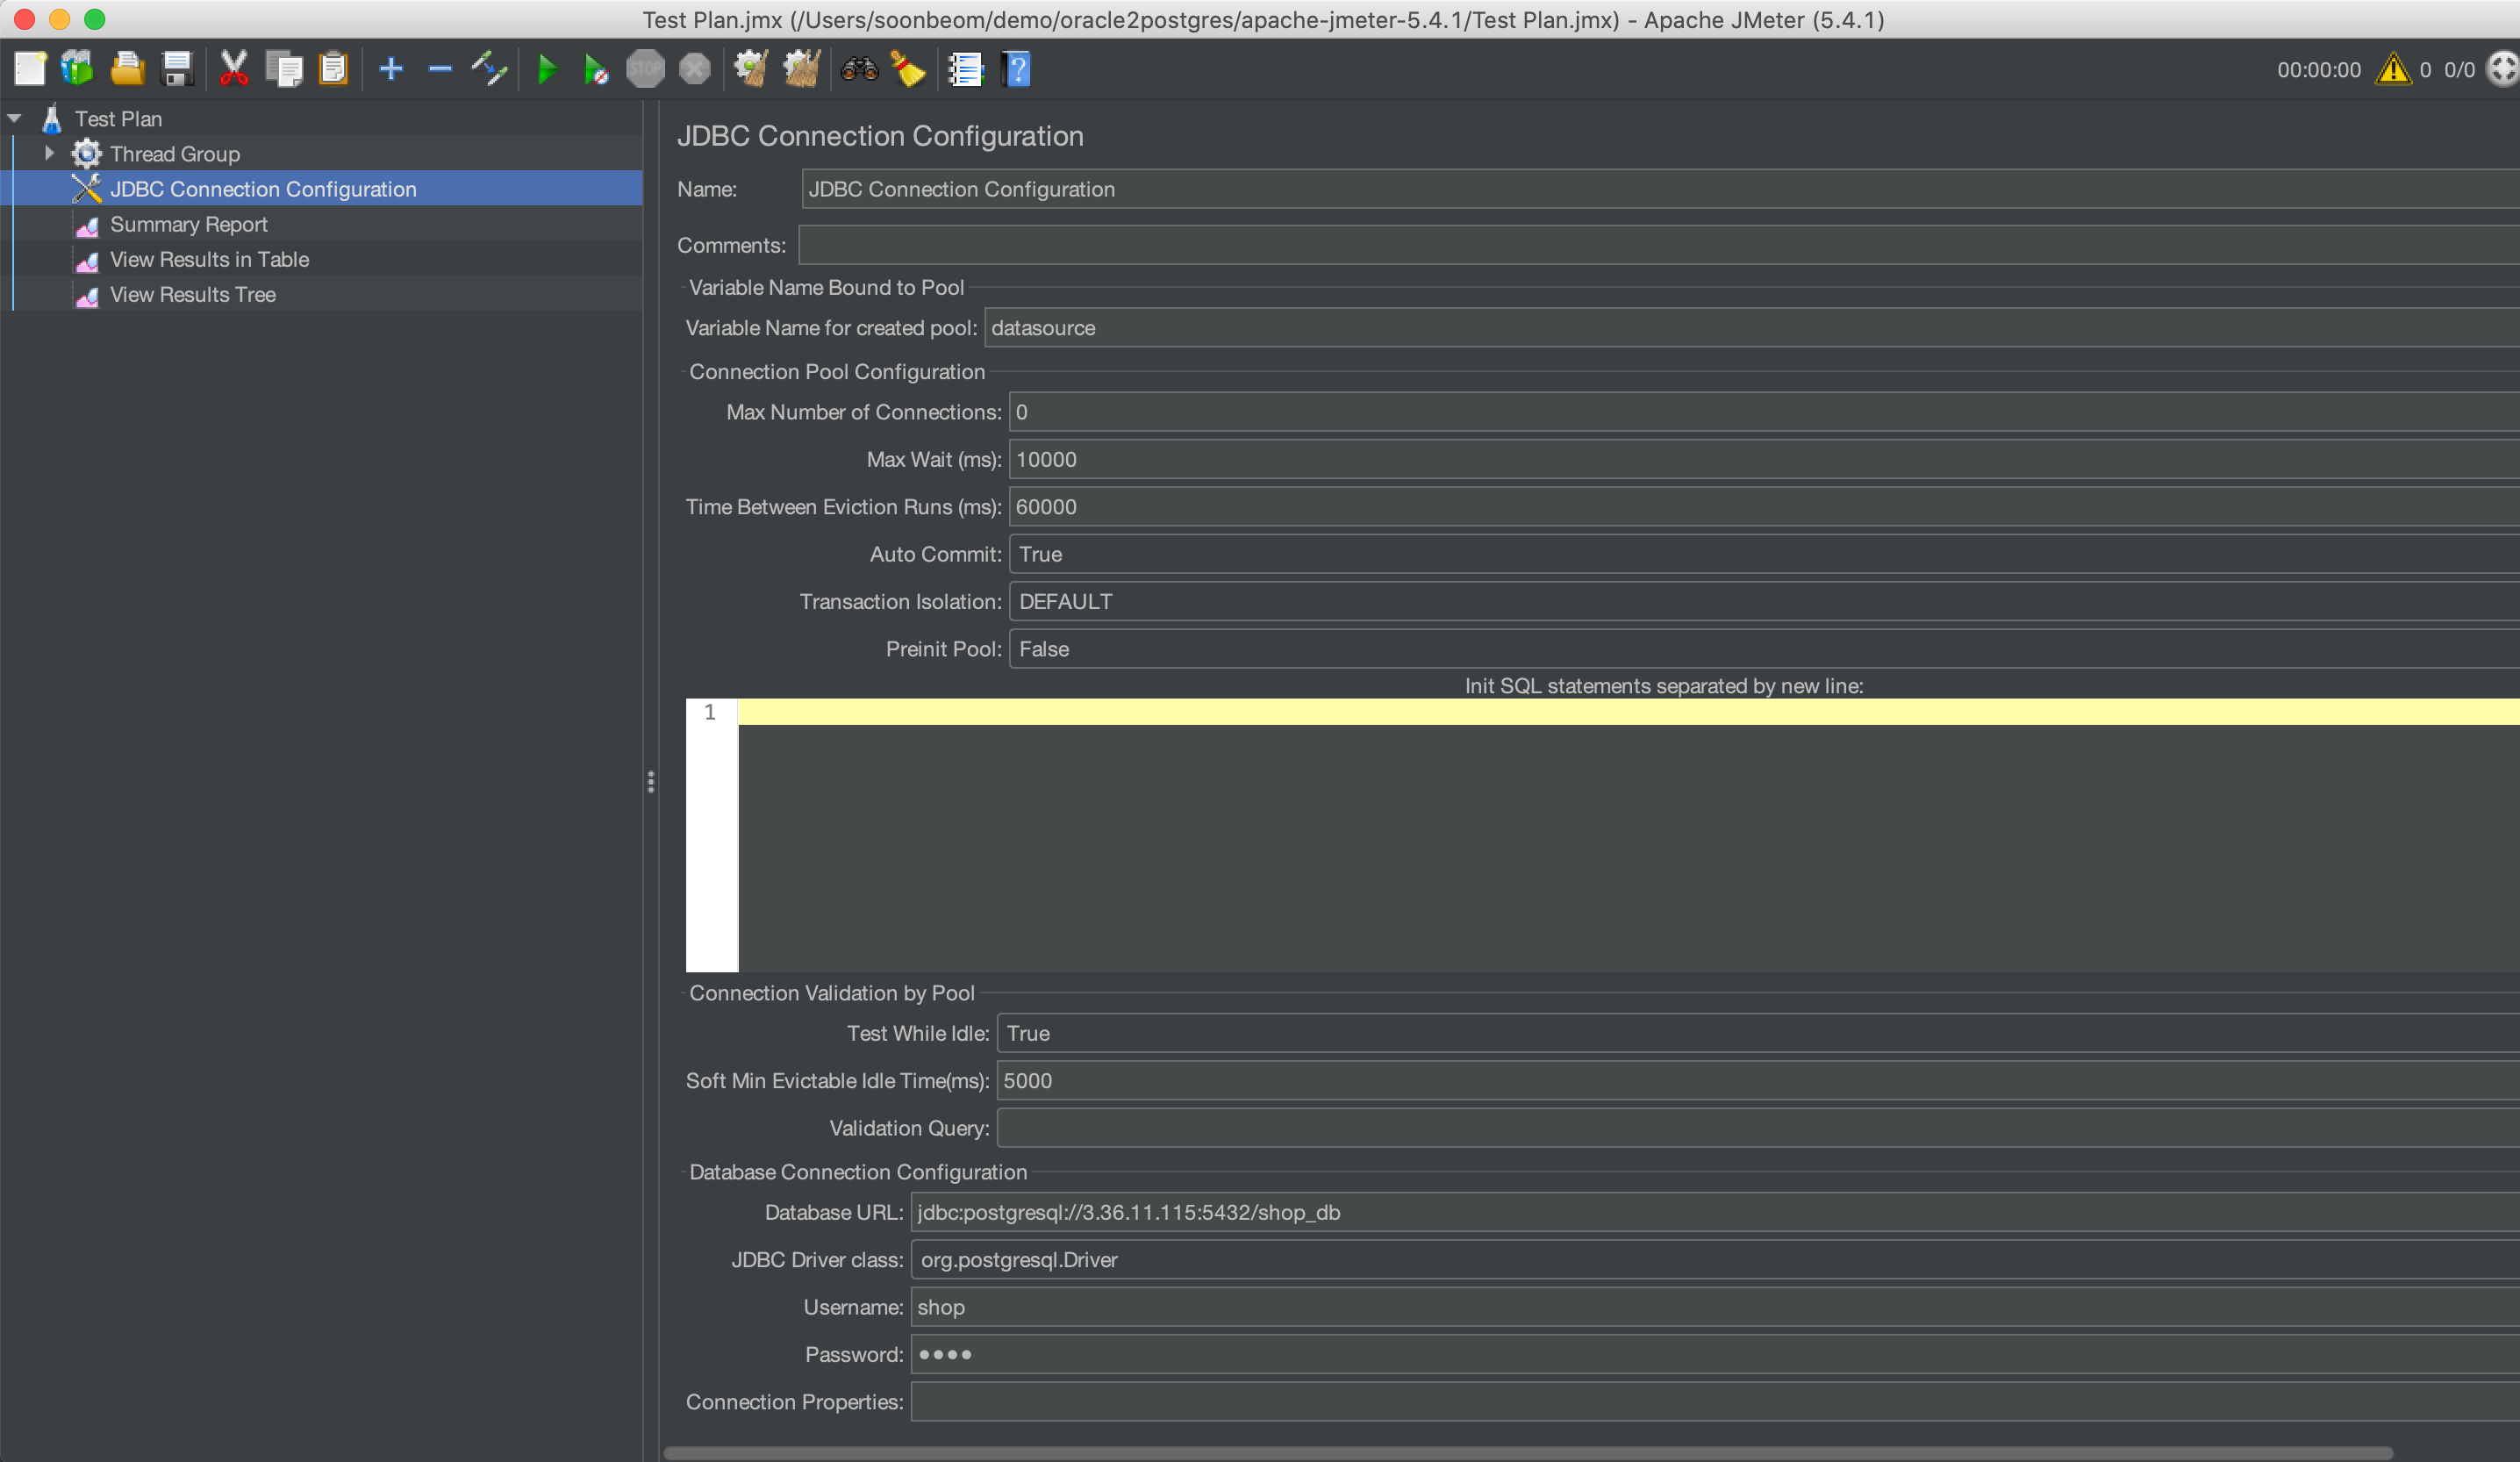 Test Plan.jmx (/Users/soonbeom/demo/oracle2postgres/apache-jmeter-5.4.1/Test Plan.jmx) - Apache JMeter (5.4.1)
STOP
?
00:00:00 0 0/0
Test Plan
Thread Group
JDBC Connection Configuration
Summary Report
View Results in Table
View Results Tree
JDBC Connection Configuration
Name: JDBC Connection Configuration
Comments:
Variable Name Bound to Pool
Variable Name for created pool: datasource
Connection Pool Configuration
Max Number of Connections: 0
Max Wait (ms): 10000
Time Between Eviction Runs (ms): 60000
Auto Commit: True
Transaction Isolation: DEFAULT
Preinit Pool: False
Init SQL statements separated by new line:
1
Connection Validation by Pool
Test While Idle: True
Soft Min Evictable Idle Time(ms): 5000
Validation Query:
Database Connection Configuration
Database URL: jdbc:postgresql://3.36.11.115:5432/shop_db
JDBC Driver class: org.postgresql.Driver
Username: shop
Password: ●●●●
Connection Properties: